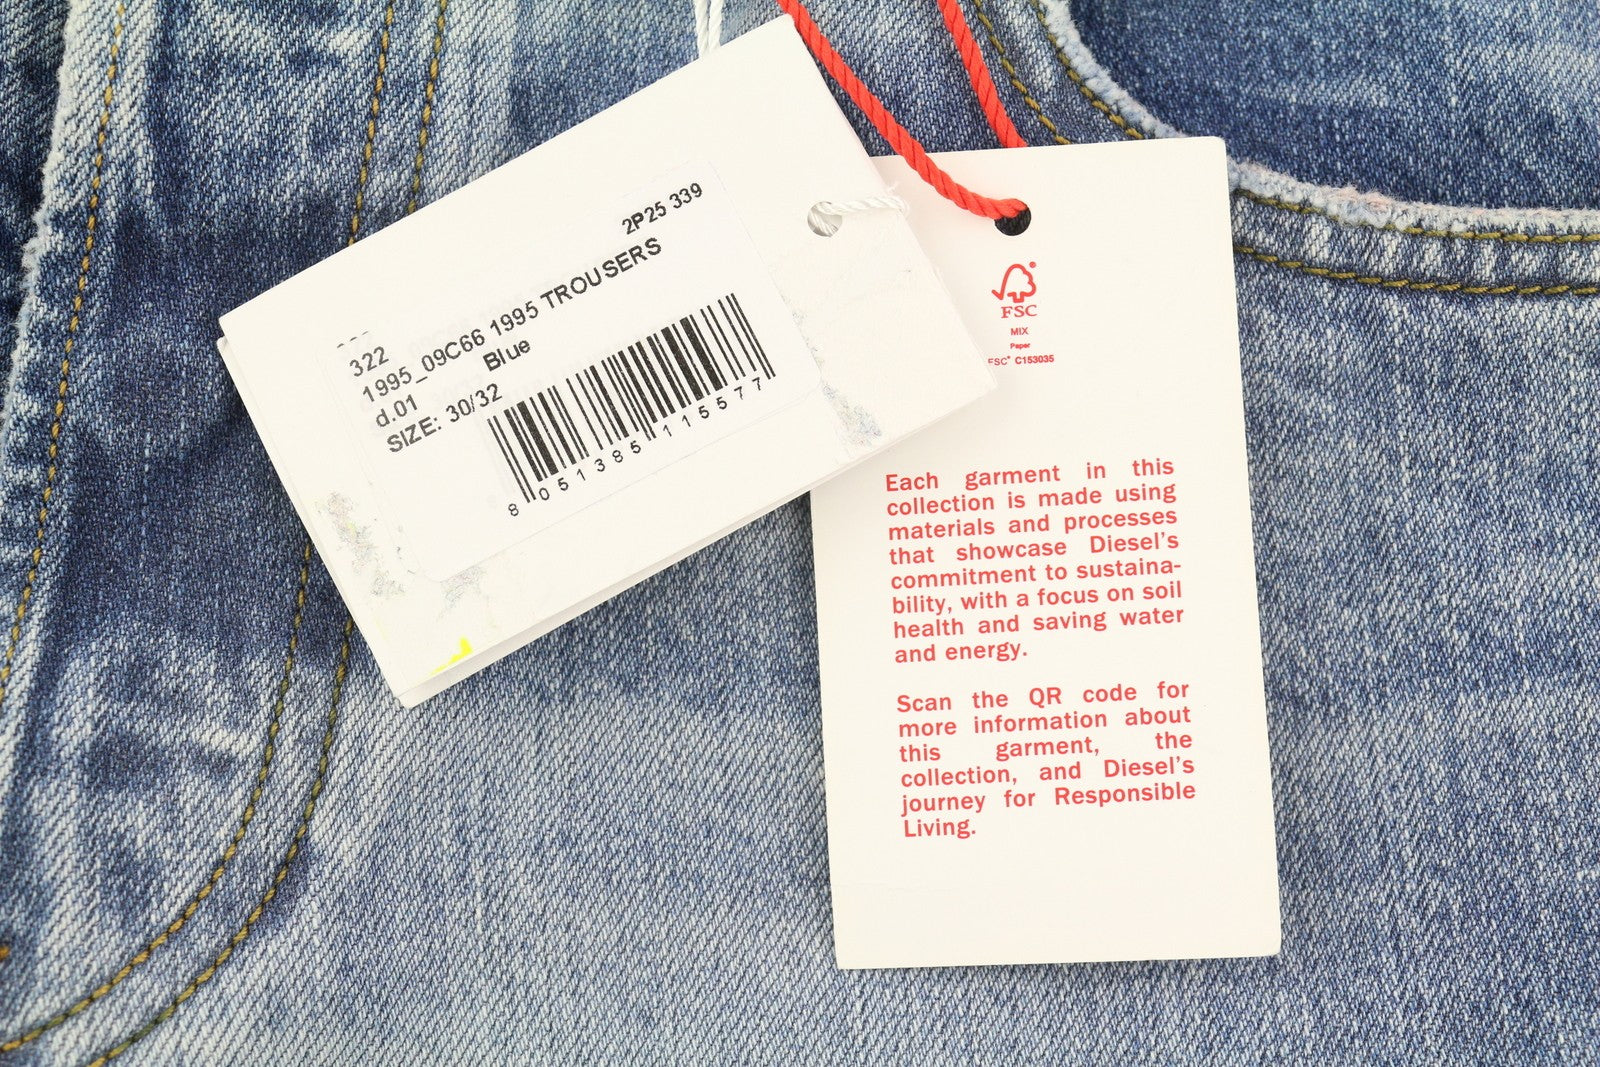 2P25 339
322
1995_09C66 1995 TROUSERS
d.01 Blue
SIZE: 30/32
8 051385 115577
FSC
MIX
Paper
FSC® C153035
Each garment in this
collection is made using
materials and processes
that showcase Diesel's
commitment to sustaina-
bility, with a focus on soil
health and saving water
and energy.
Scan the QR code for
more information about
this garment, the
collection, and Diesel's
journey for Responsible
Living.